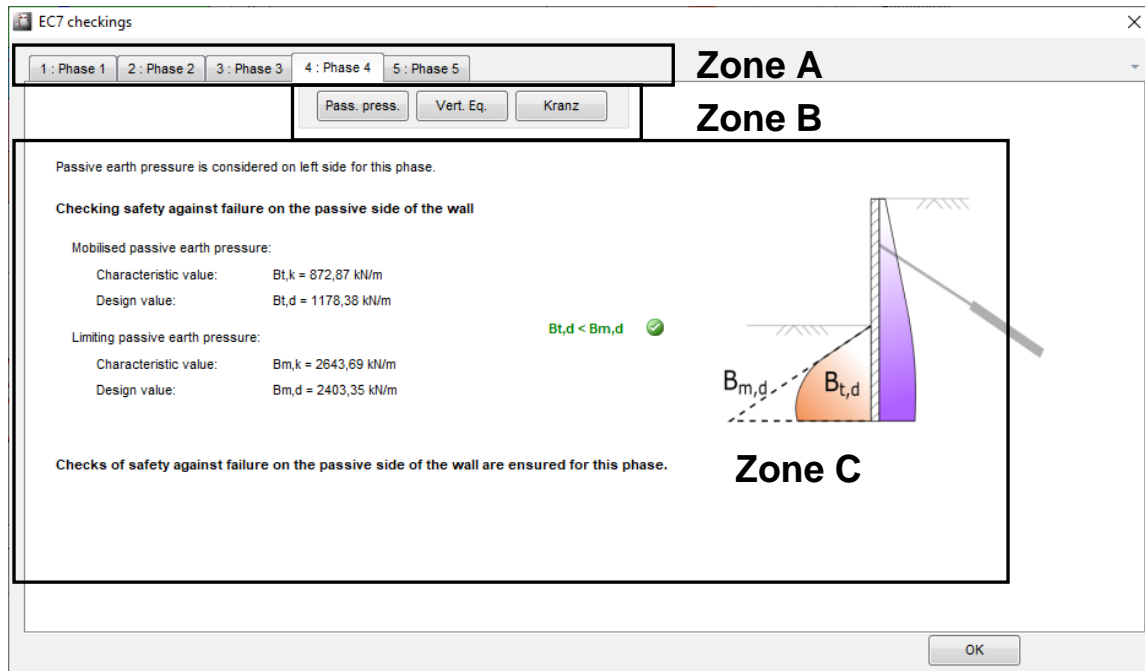 EC7 checkings
1 : Phase 1 2 : Phase 2 3 : Phase 3 4 : Phase 4 5 : Phase 5
Zone A
Pass. press. Vert. Eq. Kranz
Zone B
Passive earth pressure is considered on left side for this phase.
Checking safety against failure on the passive side of the wall
Mobilised passive earth pressure:
Characteristic value: Bt,k = 872,87 kN/m
Design value: Bt,d = 1178,38 kN/m
Bt,d < Bm,d
Limiting passive earth pressure:
Characteristic value: Bm,k = 2643,69 kN/m
Design value: Bm,d = 2403,35 kN/m
Bm,d Bt,d
Checks of safety against failure on the passive side of the wall are ensured for this phase.
Zone C
OK